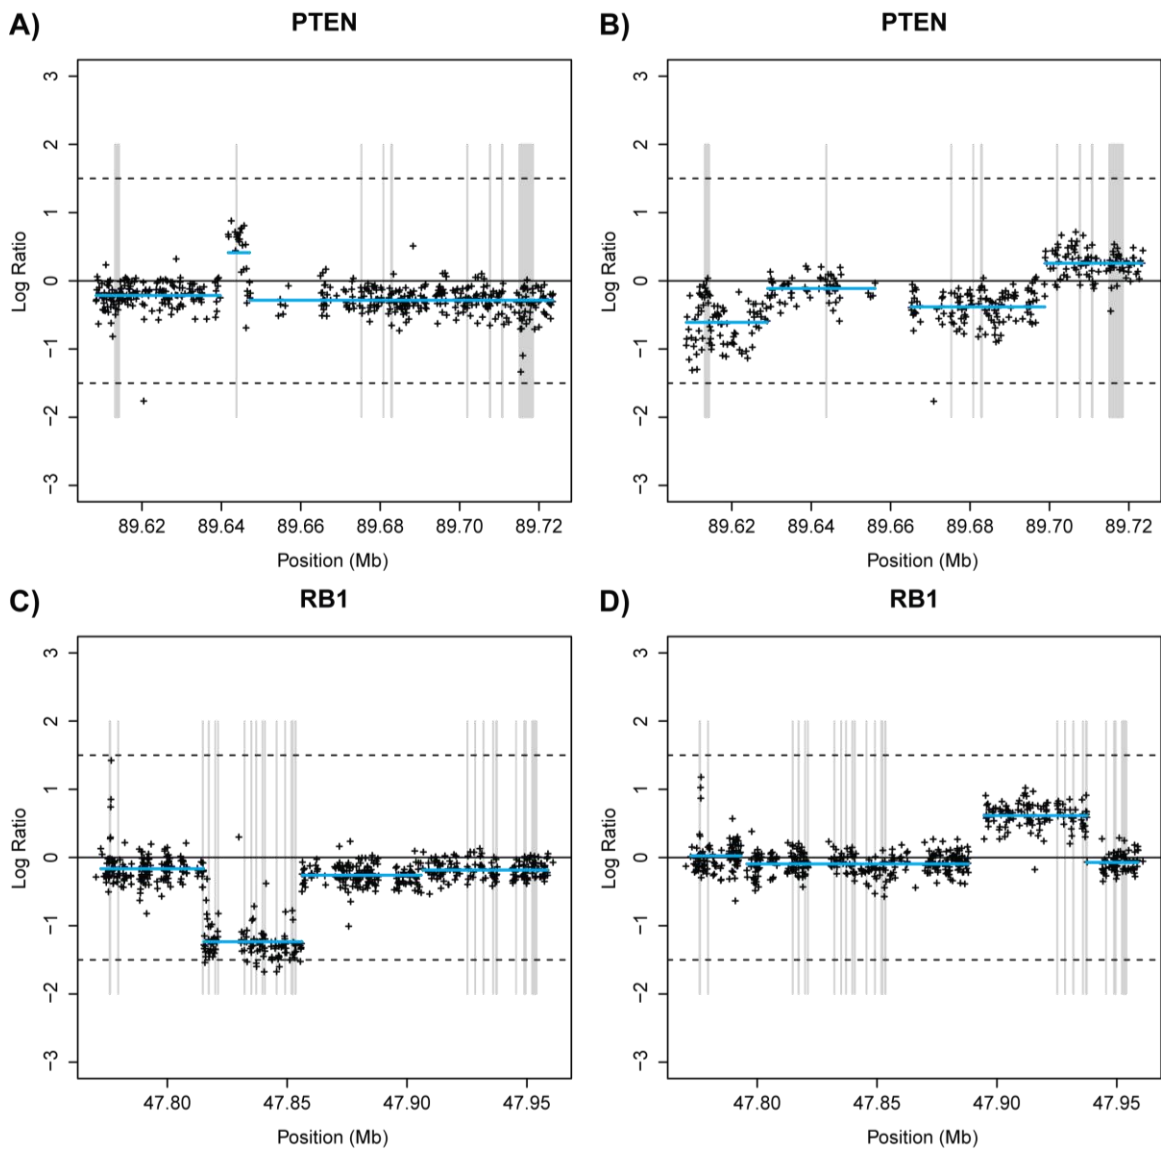 A)
PTEN
Log Ratio
3
2
1
0
−1
−2
−3
89.62 89.64 89.66 89.68 89.70 89.72
Position (Mb)
B)
PTEN
Log Ratio
3
2
1
0
−1
−2
−3
89.62 89.64 89.66 89.68 89.70 89.72
Position (Mb)
C)
RB1
Log Ratio
3
2
1
0
−1
−2
−3
47.80 47.85 47.90 47.95
Position (Mb)
D)
RB1
Log Ratio
3
2
1
0
−1
−2
−3
47.80 47.85 47.90 47.95
Position (Mb)